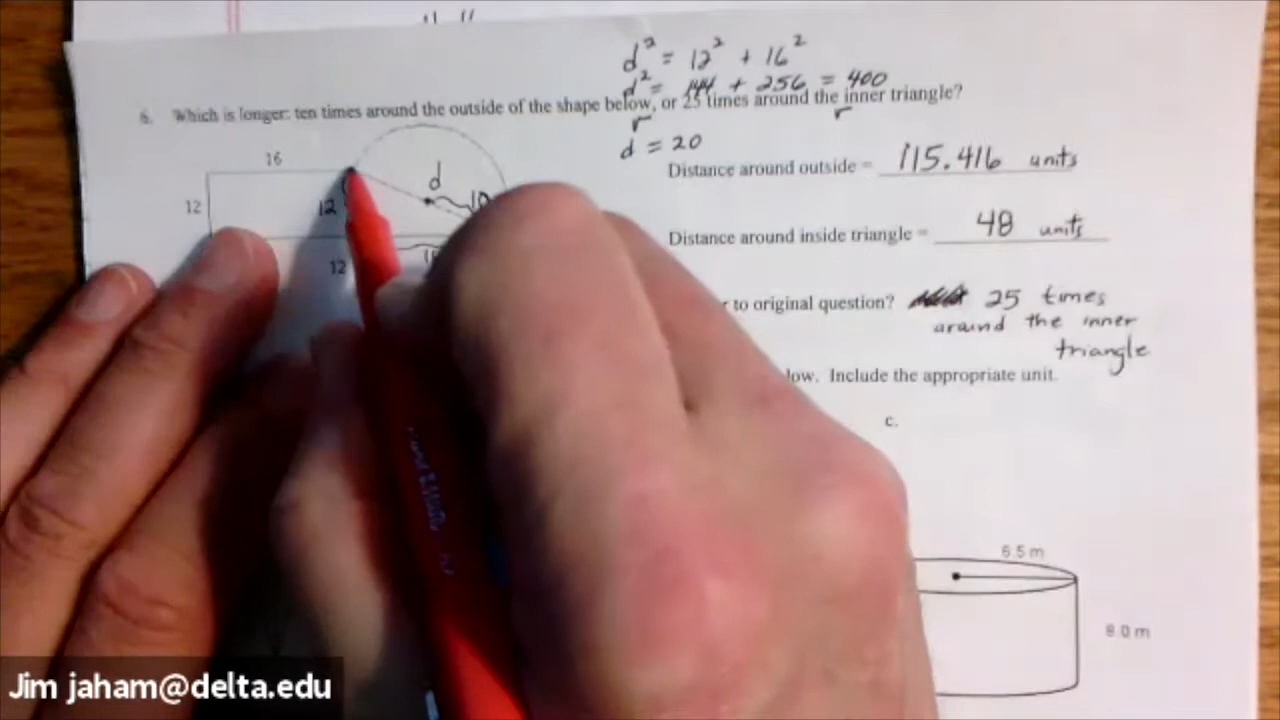 d² = 12² + 16²
d² = 144 + 256 = 400
6. Which is longer: ten times around the outside of the shape below, or 25 times around the inner triangle?
r r
d = 20
16
Distance around outside = 115.416 units
d
12
12
10
Distance around inside triangle = 48 units
12
to original question? 25 times
around the inner
triangle
low. Include the appropriate unit.
c.
6.5 m
8.0 m
Jim jaham@delta.edu